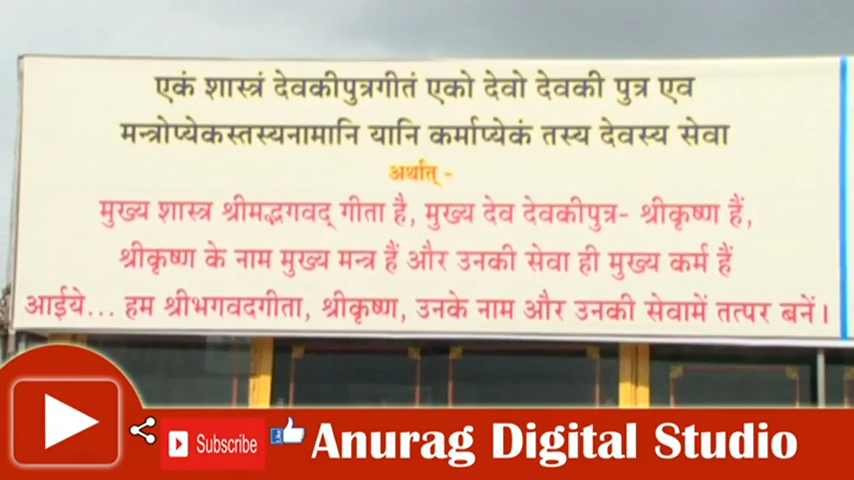 एकं शास्त्रं देवकीपुत्रगीतं एको देवो देवकी पुत्र एव
मन्त्रोप्येकस्तस्यनामानि यानि कर्माप्येकं तस्य देवस्य सेवा
अर्थात् -
मुख्य शास्त्र श्रीमद्भगवद् गीता है, मुख्य देव देवकीपुत्र- श्रीकृष्ण हैं,
श्रीकृष्ण के नाम मुख्य मन्त्र हैं और उनकी सेवा ही मुख्य कर्म हैं
आईये... हम श्रीभगवदगीता, श्रीकृष्ण, उनके नाम और उनकी सेवामें तत्पर बनें।
Subscribe
Anurag Digital Studio